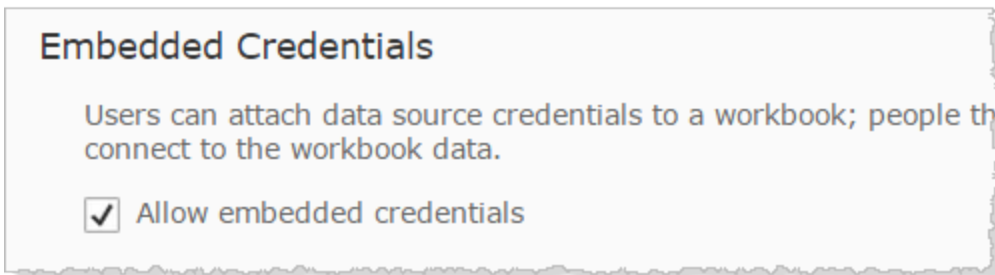 Embedded Credentials
Users can attach data source credentials to a workbook; people th
connect to the workbook data.
Allow embedded credentials